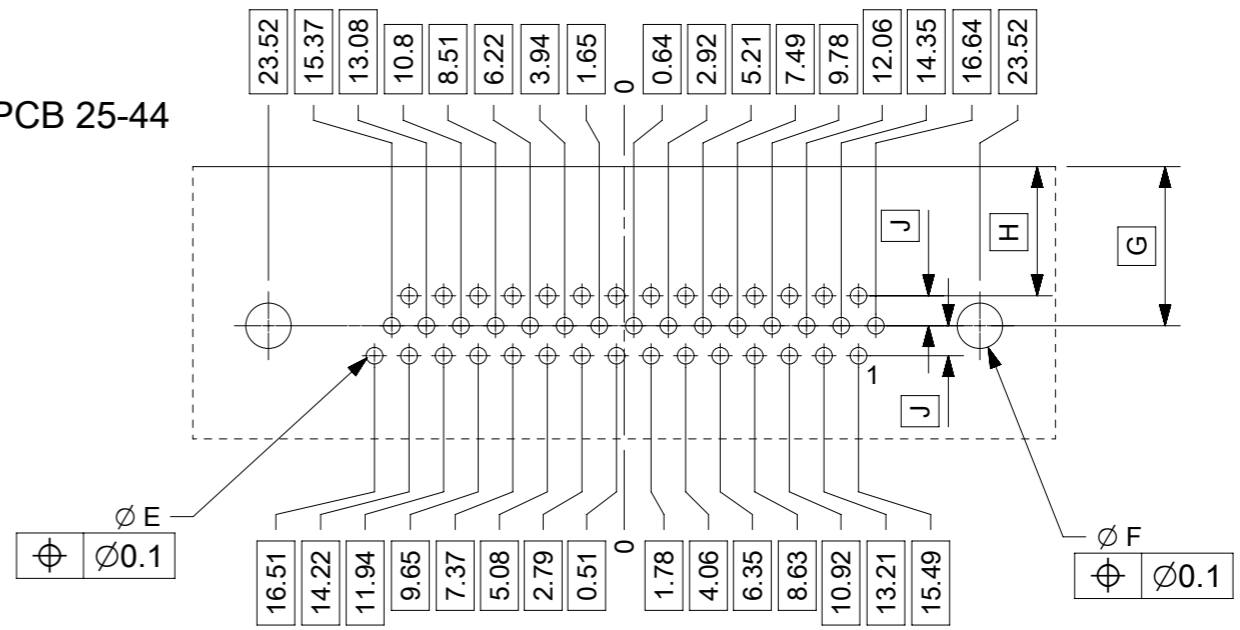 23.52 15.37 13.08 10.8 8.51 6.22 3.94 1.65 0 0.64 2.92 5.21 7.49 9.78 12.06 14.35 16.64 23.52
PCB 25-44
J H G
1
J
Ø E
⌖ Ø0.1
Ø F
⌖ Ø0.1
16.51 14.22 11.94 9.65 7.37 5.08 2.79 0.51 0 1.78 4.06 6.35 8.63 10.92 13.21 15.49